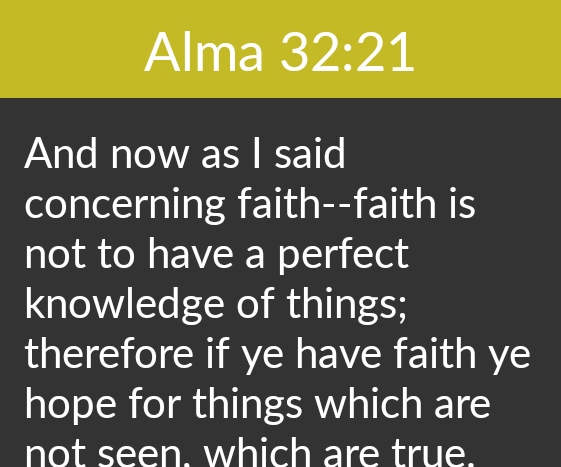 Alma 32:21
And now as I said
concerning faith--faith is
not to have a perfect
knowledge of things;
therefore if ye have faith ye
hope for things which are
not seen, which are true.